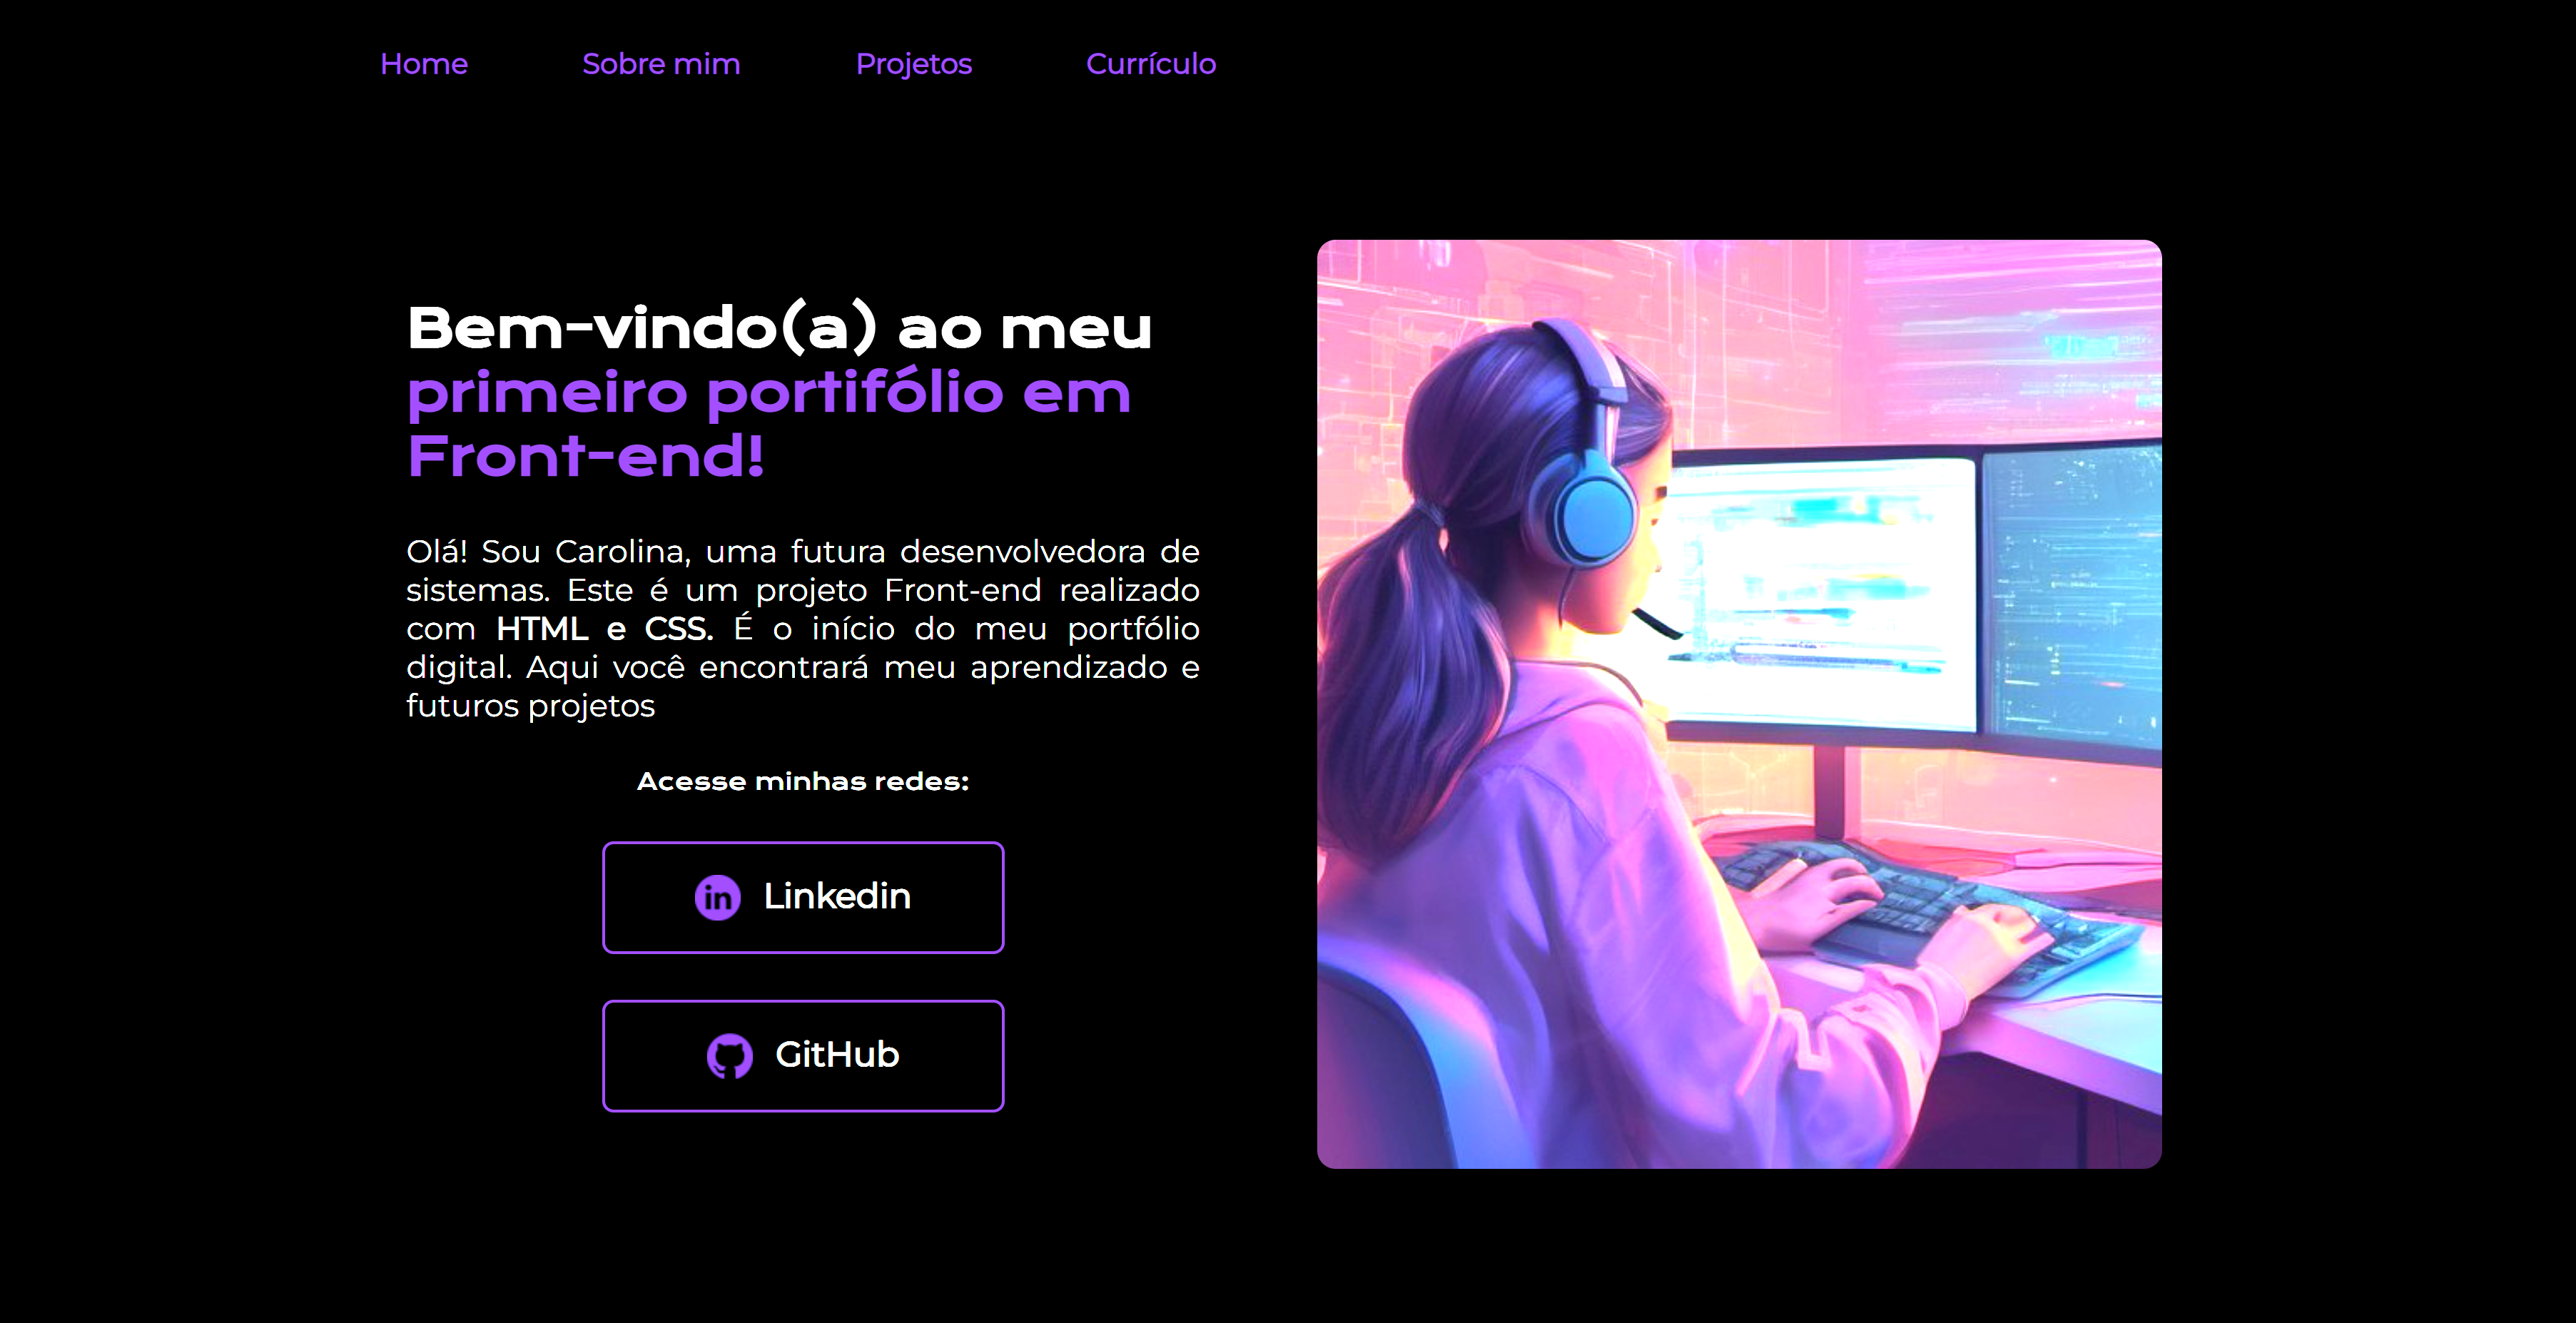 Home Sobre mim Projetos Currículo
Bem-vindo(a) ao meu
primeiro portifólio em
Front-end!
Olá! Sou Carolina, uma futura desenvolvedora de
sistemas. Este é um projeto Front-end realizado
com HTML e CSS. É o início do meu portfólio
digital. Aqui você encontrará meu aprendizado e
futuros projetos
Acesse minhas redes:
in Linkedin
GitHub